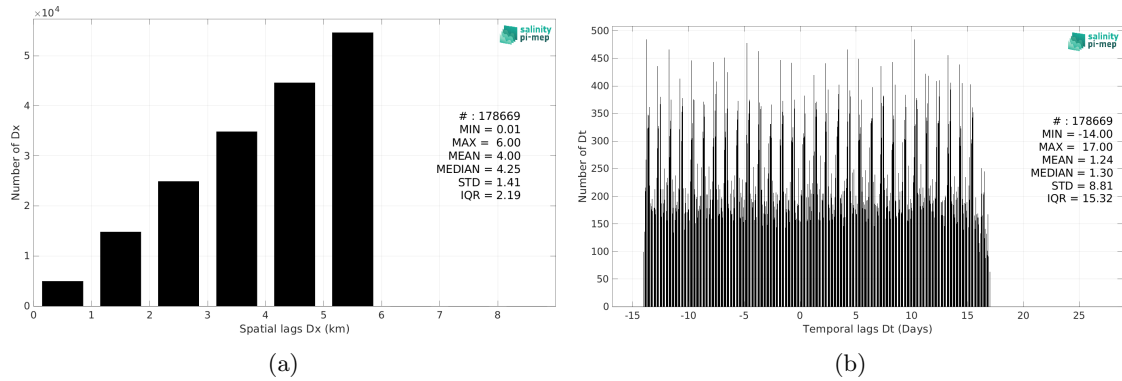 ×10⁴
5
4
3
2
1
0
Number of Dx
0 1 2 3 4 5 6 7 8
Spatial lags Dx (km)
salinity
pi-mep
# : 178669
MIN = 0.01
MAX = 6.00
MEAN = 4.00
MEDIAN = 4.25
STD = 1.41
IQR = 2.19
(a)
500
450
400
350
300
250
200
150
100
50
0
Number of Dt
-15 -10 -5 0 5 10 15 20 25
Temporal lags Dt (Days)
salinity
pi-mep
# : 178669
MIN = -14.00
MAX = 17.00
MEAN = 1.24
MEDIAN = 1.30
STD = 8.81
IQR = 15.32
(b)